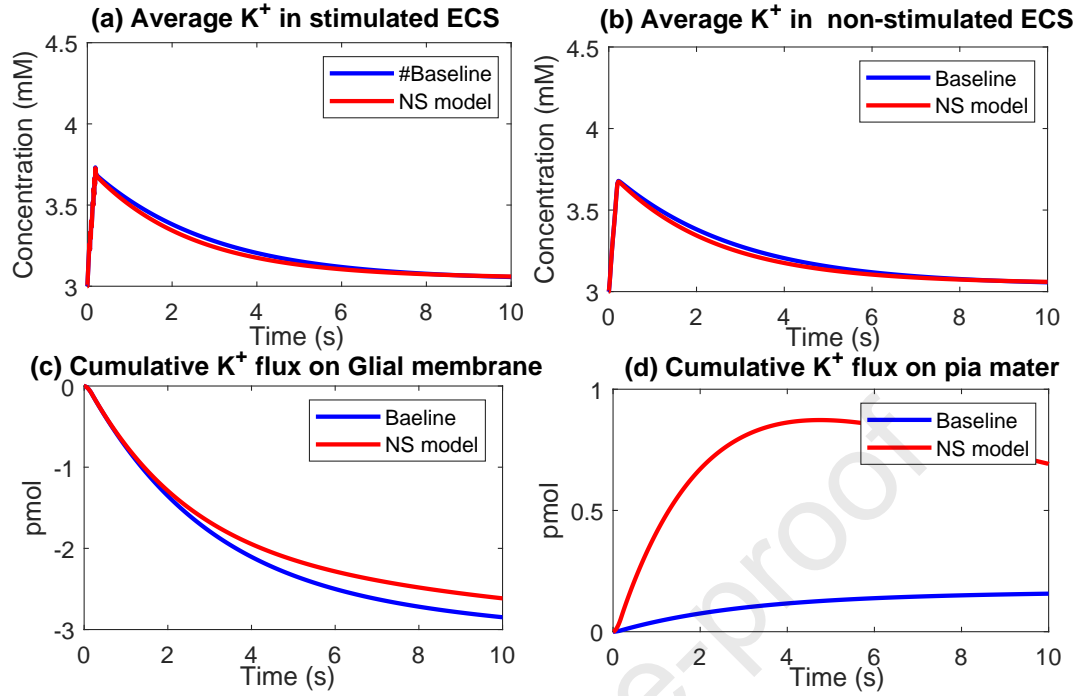 (a) Average K+ in stimulated ECS
4.5
4
3.5
3
Concentration (mM)
#Baseline
NS model
0 2 4 6 8 10
Time (s)
(b) Average K+ in non-stimulated ECS
4.5
4
3.5
3
Concentration (mM)
Baseline
NS model
0 2 4 6 8 10
Time (s)
(c) Cumulative K+ flux on Glial membrane
0
-1
-2
-3
pmol
Baeline
NS model
0 2 4 6 8 10
Time (s)
(d) Cumulative K+ flux on pia mater
1
0.5
0
pmol
Baseline
NS model
0 2 4 6 8 10
Time (s)
e-proof